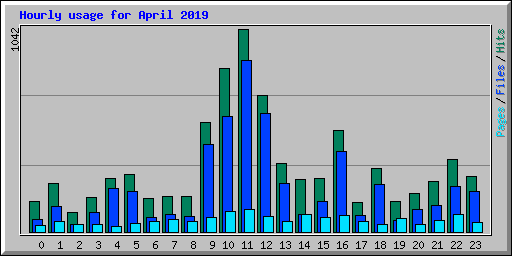 Hourly usage for April 2019
1042
Pages/Files/Hits
0 1 2 3 4 5 6 7 8 9 10 11 12 13 14 15 16 17 18 19 20 21 22 23